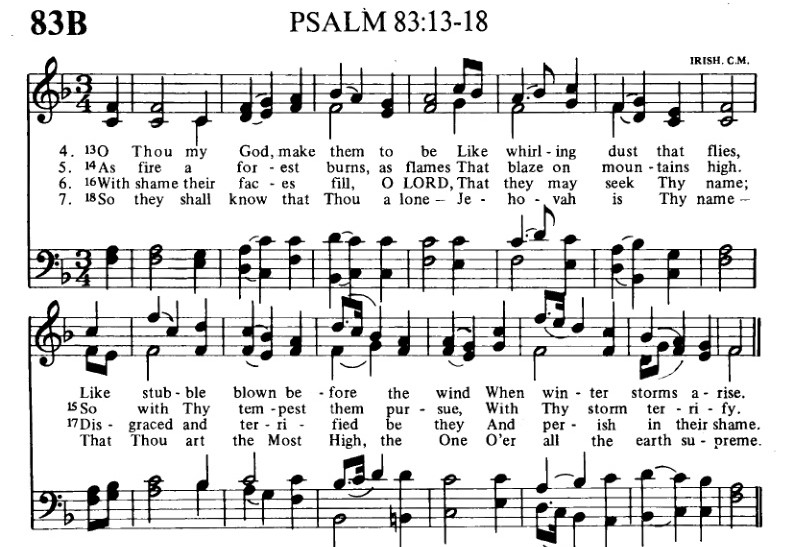 83B
PSALM 83:13-18
IRISH. C.M.
3 4
4. 13O Thou my God, make them to be Like whirl - ing dust that flies,
5. 14As fire a for - est burns, as flames That blaze on moun - tains high.
6. 16With shame their fac - es fill, O LORD, That they may seek Thy name;
7. 18So they shall know that Thou a lone— Je - ho - vah is Thy name—
3 4
Like stub - ble blown be - fore the wind When win - ter storms a - rise.
15So with Thy tem - pest them pur - sue, With Thy storm ter - ri - fy.
17Dis - graced and ter - ri - fied be they And per - ish in their shame.
That Thou art the Most High, the One O'er all the earth su - preme.